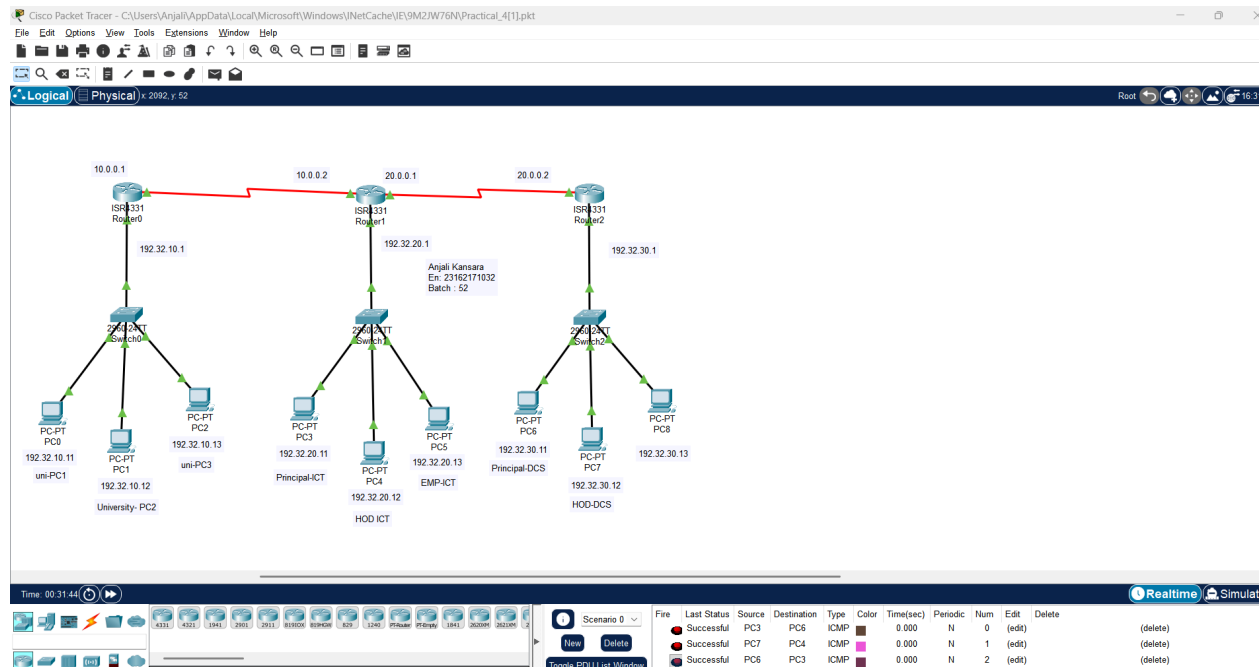 Cisco Packet Tracer - C:\Users\Anjali\AppData\Local\Microsoft\Windows\INetCache\IE\9M2JW76N\Practical_4[1].pkt
File Edit Options View Tools Extensions Window Help
Logical Physical x: 2092, y: 52
Root 16:3
10.0.0.1
10.0.0.2
20.0.0.1
20.0.0.2
ISR4331
Router0
ISR4331
Router1
ISR4331
Router2
192.32.10.1
192.32.20.1
192.32.30.1
Anjali Kansara
En: 23162171032
Batch : 52
2960-24TT
Switch0
2960-24TT
Switch1
2960-24TT
Switch2
PC-PT
PC0
192.32.10.11
uni-PC1
PC-PT
PC1
192.32.10.12
University- PC2
PC-PT
PC2
192.32.10.13
uni-PC3
PC-PT
PC3
192.32.20.11
Principal-ICT
PC-PT
PC4
192.32.20.12
HOD ICT
PC-PT
PC5
192.32.20.13
EMP-ICT
PC-PT
PC6
192.32.30.11
Principal-DCS
PC-PT
PC7
192.32.30.12
HOD-DCS
PC-PT
PC8
192.32.30.13
Time: 00:31:44
Realtime Simulat
4331 4321 1941 2901 2911 819IOX 819HGW 829 1240 PT-Router PT-Empty 1841 2620XM 2621XM
Scenario 0
New Delete
Toggle PDU List Window
Fire Last Status Source Destination Type Color Time(sec) Periodic Num Edit Delete
Successful PC3 PC6 ICMP 0.000 N 0 (edit) (delete)
Successful PC7 PC4 ICMP 0.000 N 1 (edit) (delete)
Successful PC6 PC3 ICMP 0.000 N 2 (edit) (delete)